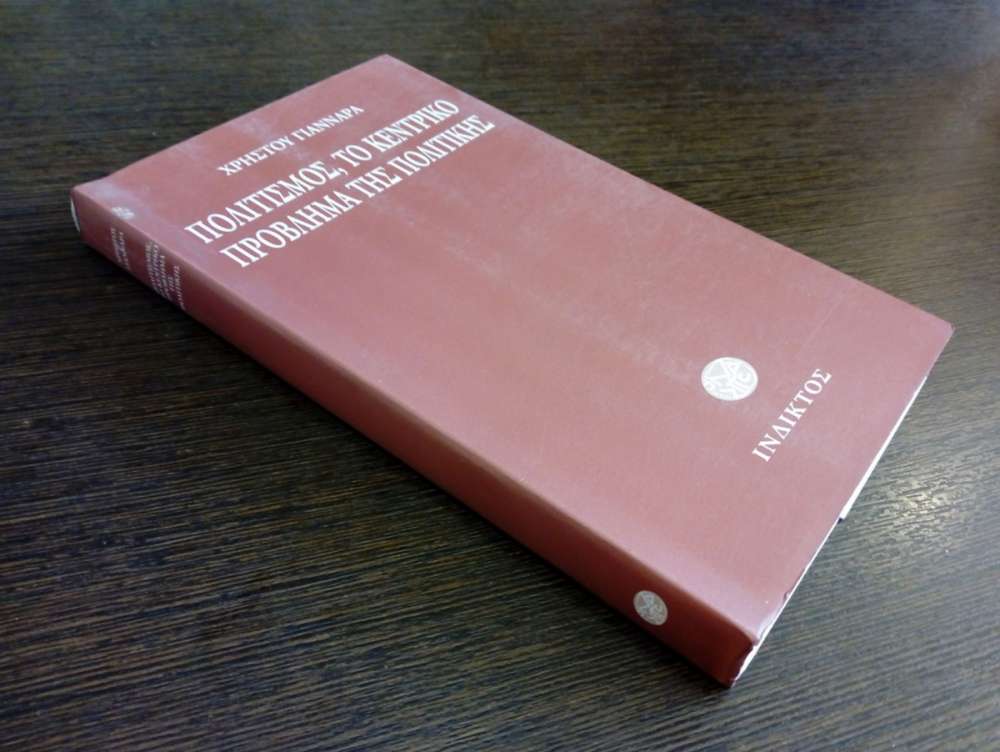 ΧΡΗΣΤΟΥ ΓΙΑΝΝΑΡΑ
ΠΟΛΙΤΙΣΜΟΣ, ΤΟ ΚΕΝΤΡΙΚΟ
ΠΡΟΒΛΗΜΑ ΤΗΣ ΠΟΛΙΤΙΚΗΣ
ΙΝΔΙΚΤΟΣ